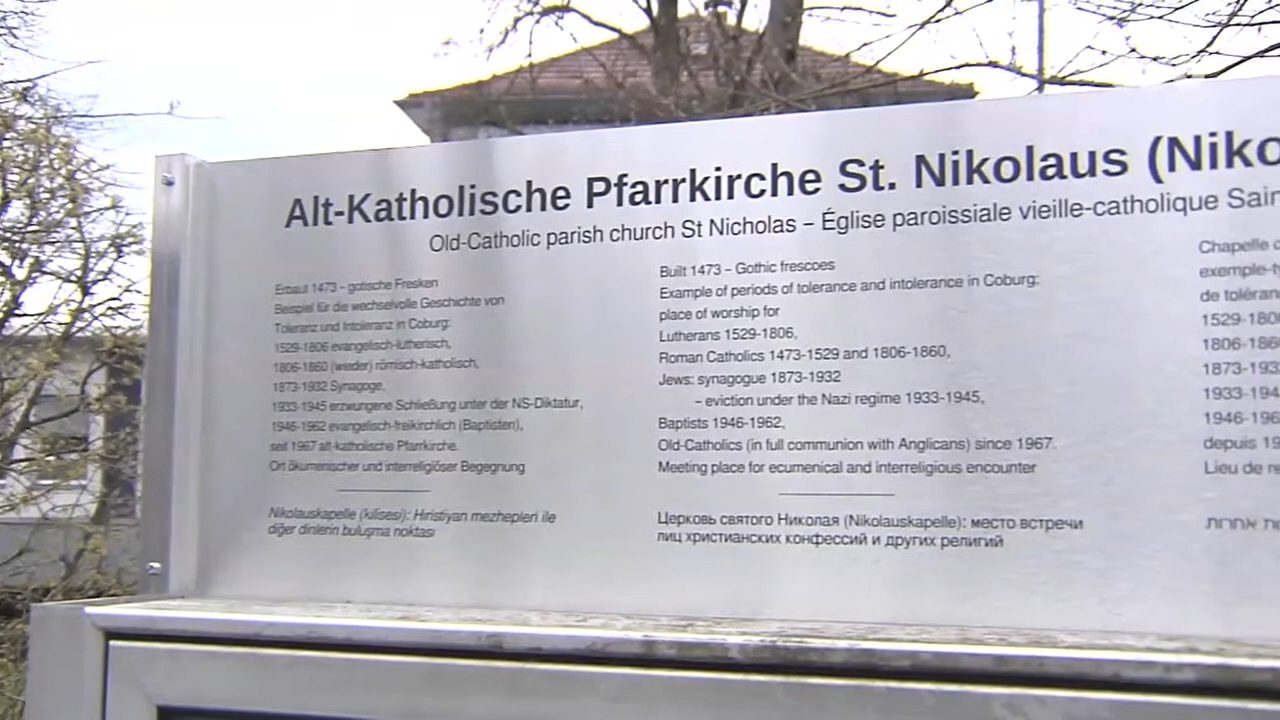 Alt-Katholische Pfarrkirche St. Nikolaus (Niko
Old-Catholic parish church St Nicholas – Église paroissiale vieille-catholique Sain
Erbaut 1473 – gotische Fresken
Beispiel für die wechselvolle Geschichte von
Toleranz und Intoleranz in Coburg:
1529-1806 evangelisch-lutherisch,
1806-1860 (wieder) römisch-katholisch,
1873-1932 Synagoge,
1933-1945 erzwungene Schließung unter der NS-Diktatur,
1946-1962 evangelisch-freikirchlich (Baptisten),
seit 1967 alt-katholische Pfarrkirche.
Ort ökumenischer und interreligiöser Begegnung
Nikolauskapelle (kilisesi): Hıristiyan mezhepleri ile
diğer dinlerin buluşma noktası
Built 1473 – Gothic frescoes
Example of periods of tolerance and intolerance in Coburg:
place of worship for
Lutherans 1529-1806,
Roman Catholics 1473-1529 and 1806-1860,
Jews: synagogue 1873-1932
– eviction under the Nazi regime 1933-1945,
Baptists 1946-1962,
Old-Catholics (in full communion with Anglicans) since 1967.
Meeting place for ecumenical and interreligious encounter
Церковь святого Николая (Nikolauskapelle): место встречи
лиц христианских конфессий и других религий
Chapelle
exemple-t
de toléran
1529-180
1806-186
1873-193
1933-194
1946-196
depuis 19
Lieu de re
ות אחרות